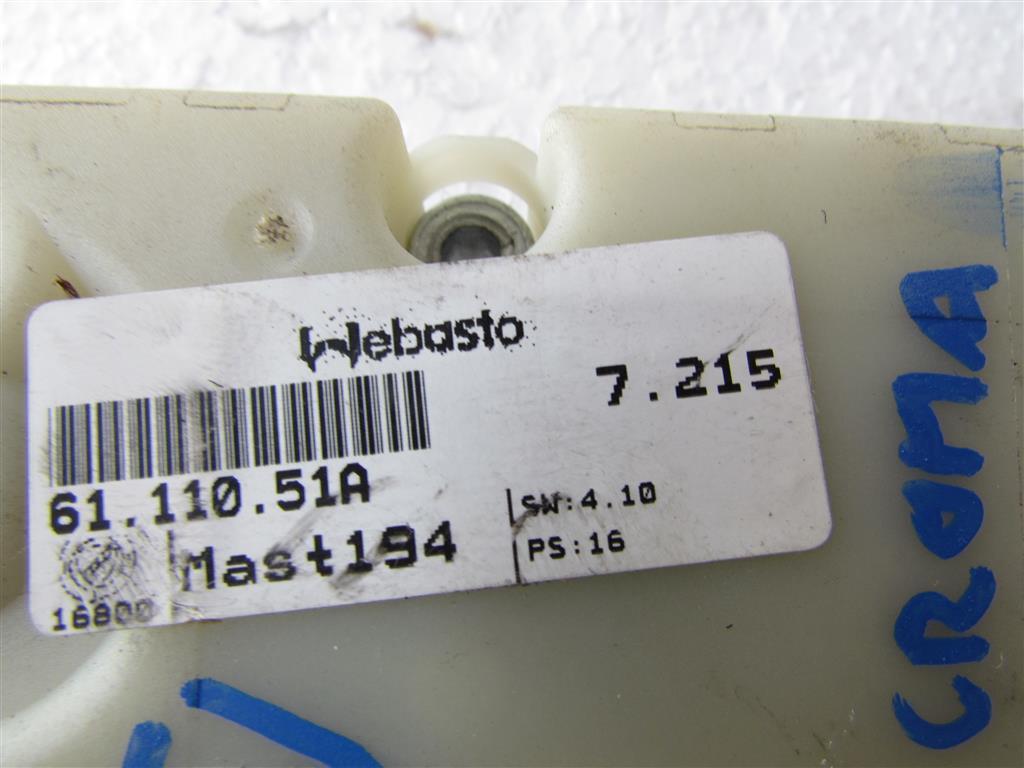 Webasto
7.215
61.110.51A
SW:4.10
Mast194
PS:16
16800
CROMA